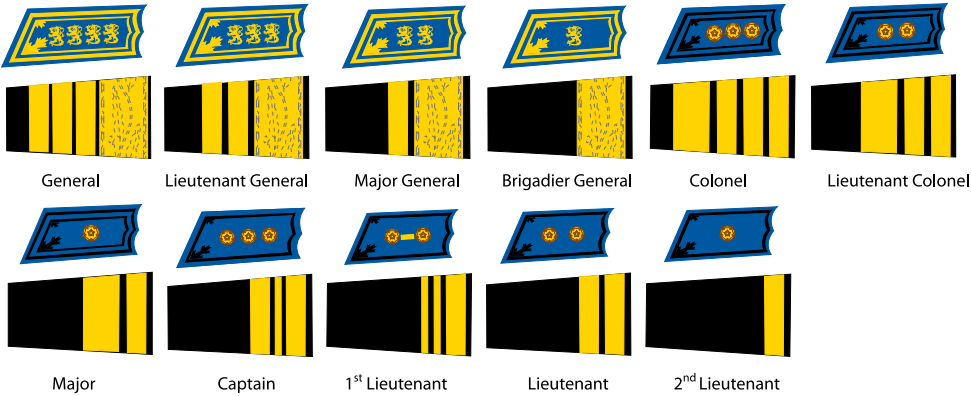 General Lieutenant General Major General Brigadier General Colonel Lieutenant Colonel
Major Captain 1st Lieutenant Lieutenant 2nd Lieutenant